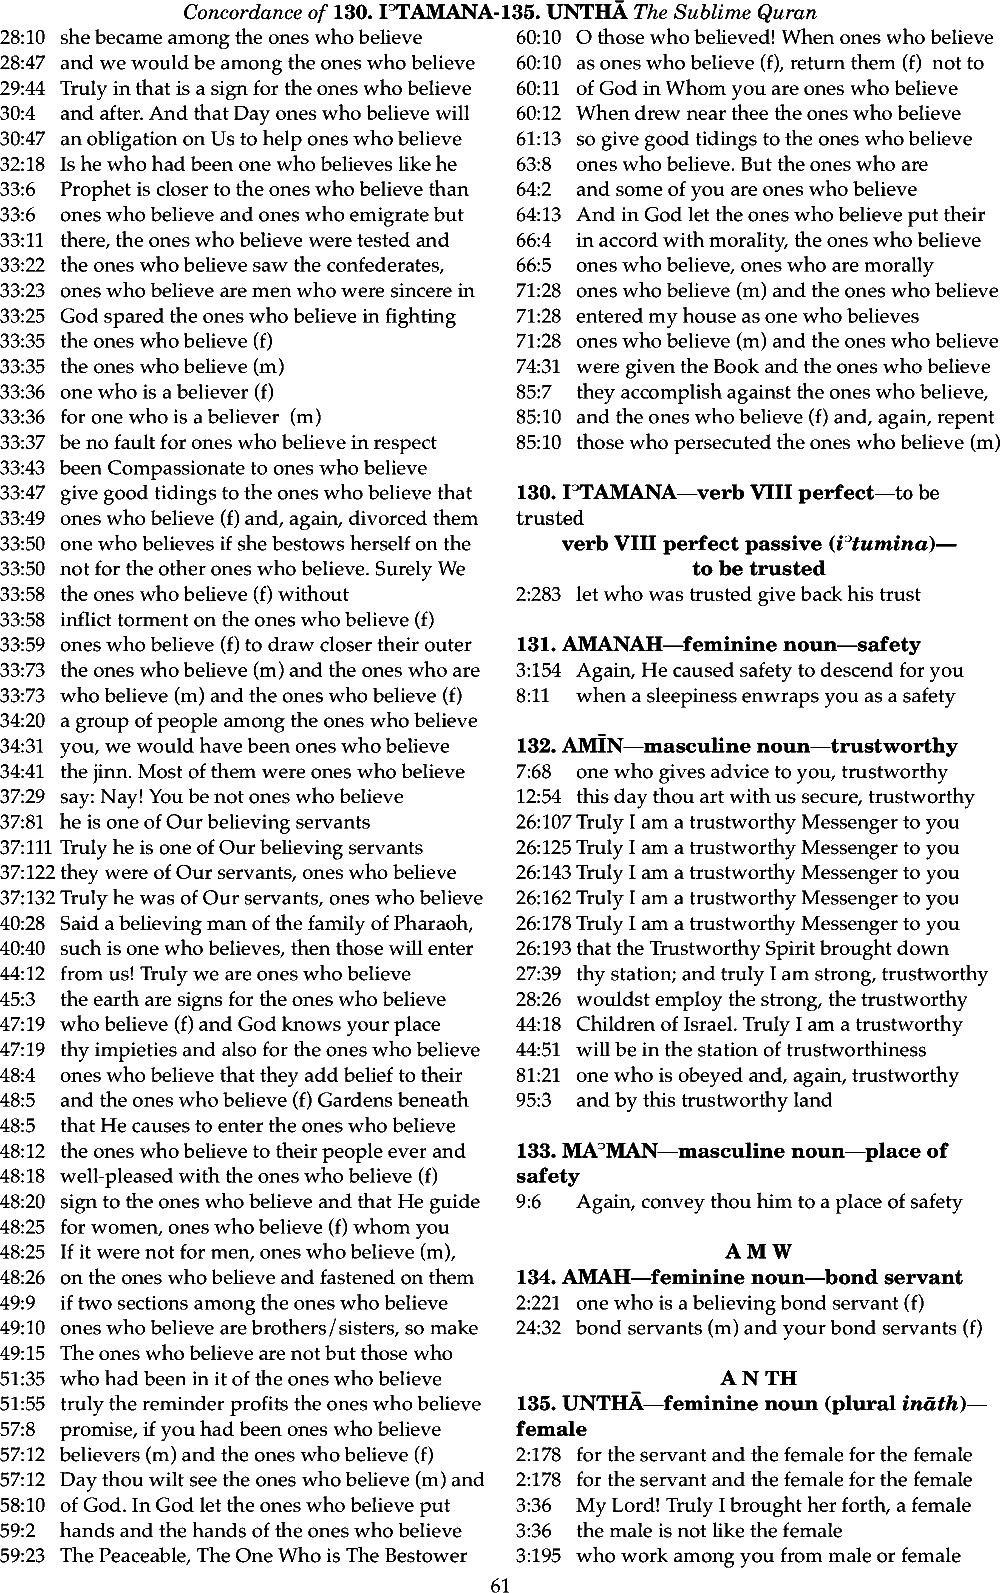 Concordance of 130. IᵓTAMANA-135. UNTHĀ The Sublime Quran
28:10 she became among the ones who believe
28:47 and we would be among the ones who believe
29:44 Truly in that is a sign for the ones who believe
30:4 and after. And that Day ones who believe will
30:47 an obligation on Us to help ones who believe
32:18 Is he who had been one who believes like he
33:6 Prophet is closer to the ones who believe than
33:6 ones who believe and ones who emigrate but
33:11 there, the ones who believe were tested and
33:22 the ones who believe saw the confederates,
33:23 ones who believe are men who were sincere in
33:25 God spared the ones who believe in fighting
33:35 the ones who believe (f)
33:35 the ones who believe (m)
33:36 one who is a believer (f)
33:36 for one who is a believer (m)
33:37 be no fault for ones who believe in respect
33:43 been Compassionate to ones who believe
33:47 give good tidings to the ones who believe that
33:49 ones who believe (f) and, again, divorced them
33:50 one who believes if she bestows herself on the
33:50 not for the other ones who believe. Surely We
33:58 the ones who believe (f) without
33:58 inflict torment on the ones who believe (f)
33:59 ones who believe (f) to draw closer their outer
33:73 the ones who believe (m) and the ones who are
33:73 who believe (m) and the ones who believe (f)
34:20 a group of people among the ones who believe
34:31 you, we would have been ones who believe
34:41 the jinn. Most of them were ones who believe
37:29 say: Nay! You be not ones who believe
37:81 he is one of Our believing servants
37:111 Truly he is one of Our believing servants
37:122 they were of Our servants, ones who believe
37:132 Truly he was of Our servants, ones who believe
40:28 Said a believing man of the family of Pharaoh,
40:40 such is one who believes, then those will enter
44:12 from us! Truly we are ones who believe
45:3 the earth are signs for the ones who believe
47:19 who believe (f) and God knows your place
47:19 thy impieties and also for the ones who believe
48:4 ones who believe that they add belief to their
48:5 and the ones who believe (f) Gardens beneath
48:5 that He causes to enter the ones who believe
48:12 the ones who believe to their people ever and
48:18 well-pleased with the ones who believe (f)
48:20 sign to the ones who believe and that He guide
48:25 for women, ones who believe (f) whom you
48:25 If it were not for men, ones who believe (m),
48:26 on the ones who believe and fastened on them
49:9 if two sections among the ones who believe
49:10 ones who believe are brothers/sisters, so make
49:15 The ones who believe are not but those who
51:35 who had been in it of the ones who believe
51:55 truly the reminder profits the ones who believe
57:8 promise, if you had been ones who believe
57:12 believers (m) and the ones who believe (f)
57:12 Day thou wilt see the ones who believe (m) and
58:10 of God. In God let the ones who believe put
59:2 hands and the hands of the ones who believe
59:23 The Peaceable, The One Who is The Bestower
60:10 O those who believed! When ones who believe
60:10 as ones who believe (f), return them (f) not to
60:11 of God in Whom you are ones who believe
60:12 When drew near thee the ones who believe
61:13 so give good tidings to the ones who believe
63:8 ones who believe. But the ones who are
64:2 and some of you are ones who believe
64:13 And in God let the ones who believe put their
66:4 in accord with morality, the ones who believe
66:5 ones who believe, ones who are morally
71:28 ones who believe (m) and the ones who believe
71:28 entered my house as one who believes
71:28 ones who believe (m) and the ones who believe
74:31 were given the Book and the ones who believe
85:7 they accomplish against the ones who believe,
85:10 and the ones who believe (f) and, again, repent
85:10 those who persecuted the ones who believe (m)
130. IᵓTAMANA—verb VIII perfect—to be
trusted
verb VIII perfect passive (iᵓtumina)—
to be trusted
2:283 let who was trusted give back his trust
131. AMANAH—feminine noun—safety
3:154 Again, He caused safety to descend for you
8:11 when a sleepiness enwraps you as a safety
132. AMĪN—masculine noun—trustworthy
7:68 one who gives advice to you, trustworthy
12:54 this day thou art with us secure, trustworthy
26:107 Truly I am a trustworthy Messenger to you
26:125 Truly I am a trustworthy Messenger to you
26:143 Truly I am a trustworthy Messenger to you
26:162 Truly I am a trustworthy Messenger to you
26:178 Truly I am a trustworthy Messenger to you
26:193 that the Trustworthy Spirit brought down
27:39 thy station; and truly I am strong, trustworthy
28:26 wouldst employ the strong, the trustworthy
44:18 Children of Israel. Truly I am a trustworthy
44:51 will be in the station of trustworthiness
81:21 one who is obeyed and, again, trustworthy
95:3 and by this trustworthy land
133. MAᵓMAN—masculine noun—place of
safety
9:6 Again, convey thou him to a place of safety
A M W
134. AMAH—feminine noun—bond servant
2:221 one who is a believing bond servant (f)
24:32 bond servants (m) and your bond servants (f)
A N TH
135. UNTHĀ—feminine noun (plural ināth)—
female
2:178 for the servant and the female for the female
2:178 for the servant and the female for the female
3:36 My Lord! Truly I brought her forth, a female
3:36 the male is not like the female
3:195 who work among you from male or female
61